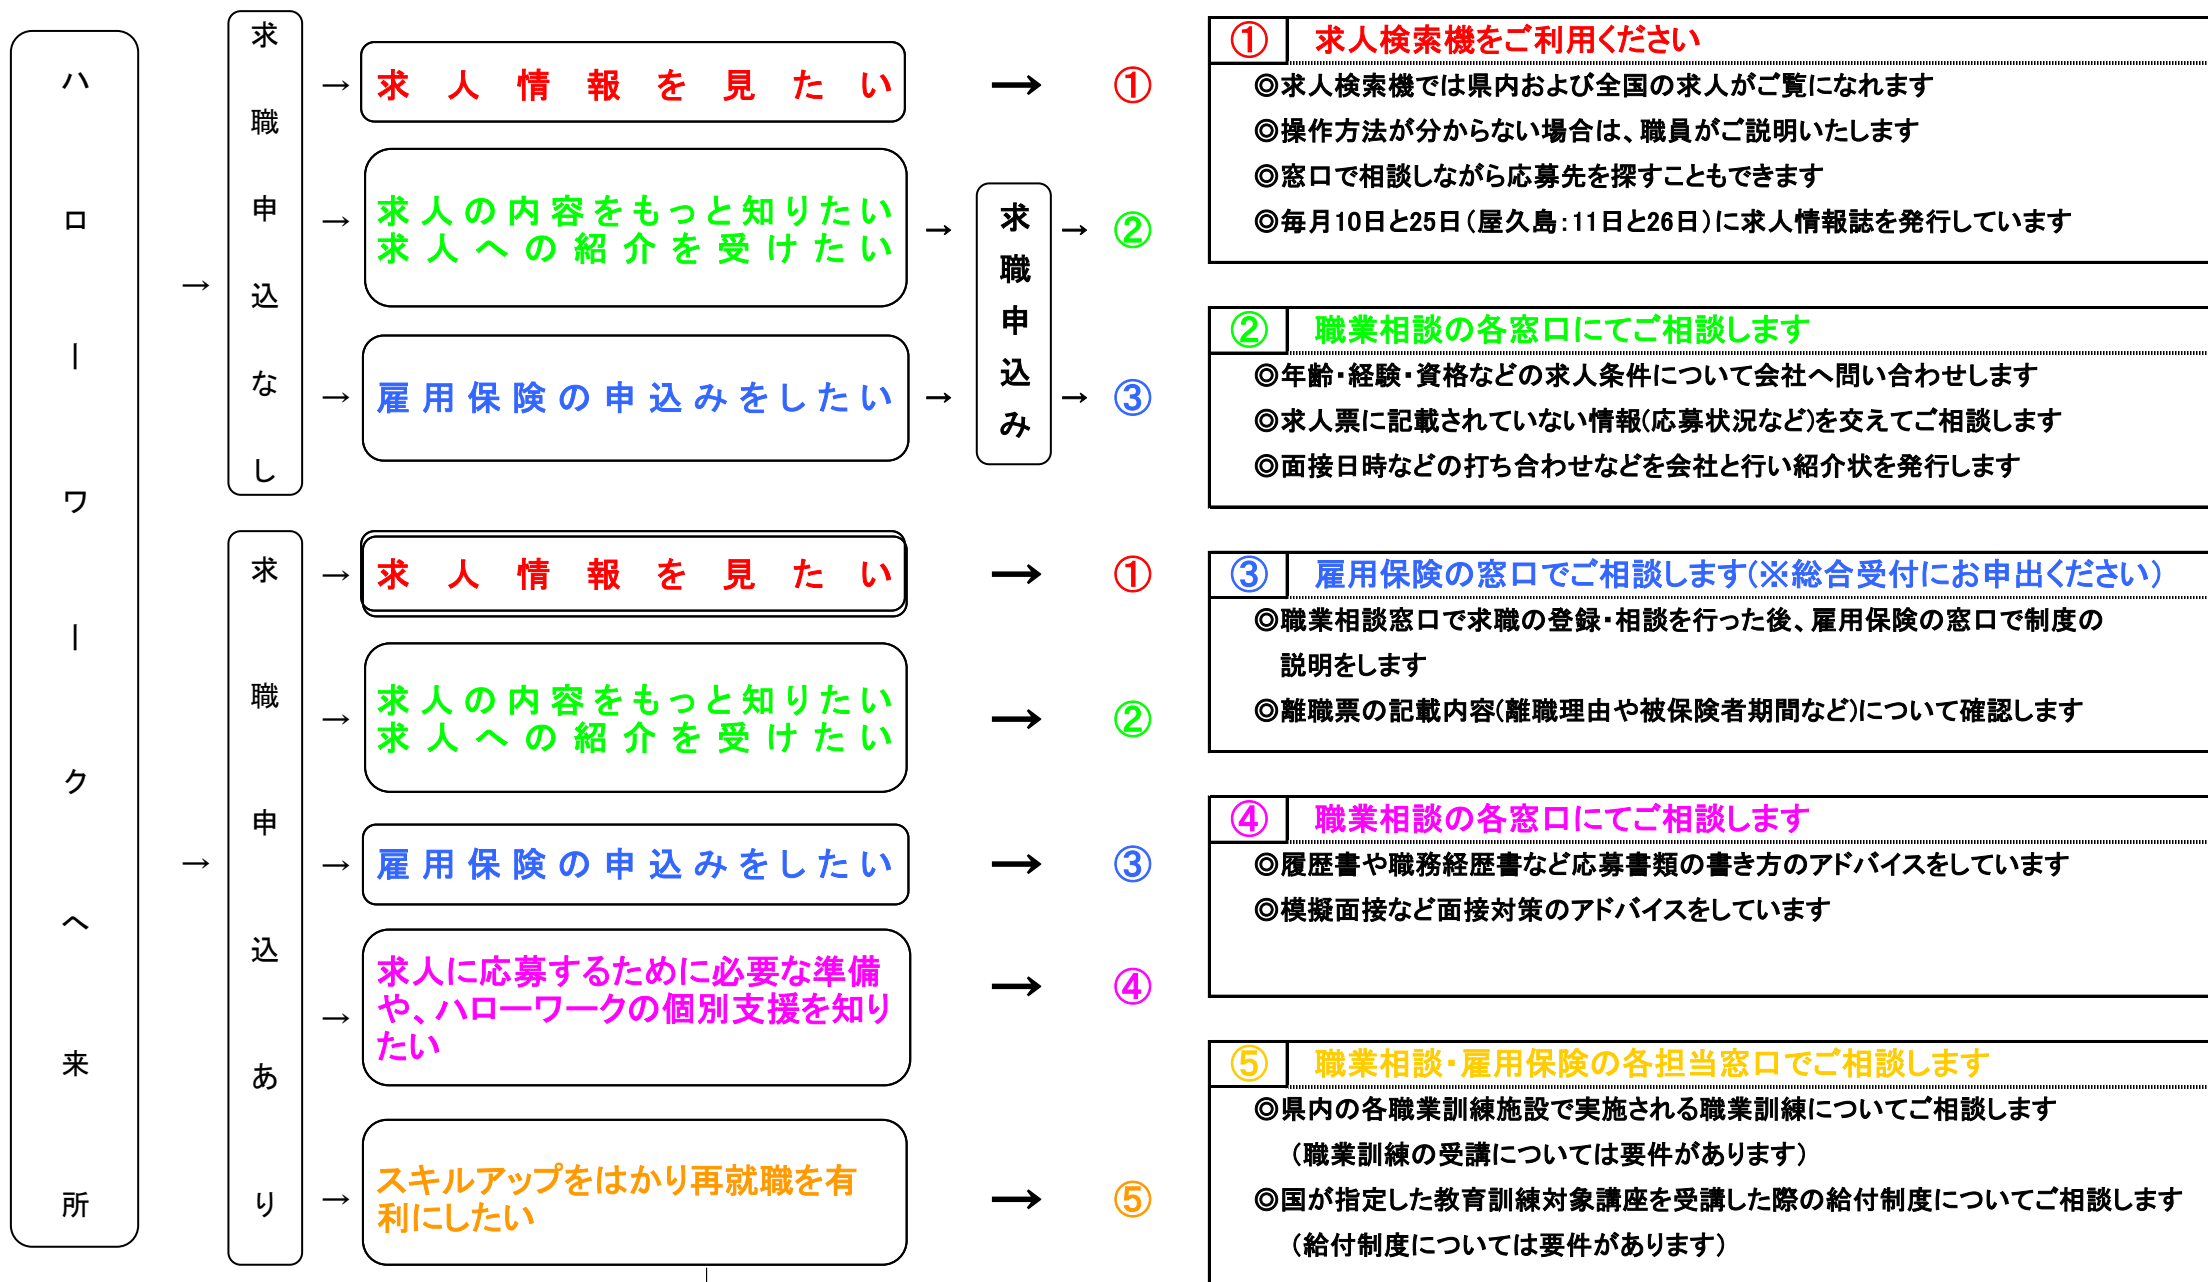 ハローワークへ来所
→
求職申込なし
→
求人情報を見たい
→
①
→
求人の内容をもっと知りたい
求人への紹介を受けたい
→
求職申込み
→
②
→
雇用保険の申込みをしたい
→
→
③
→
求職申込あり
→
求人情報を見たい
→
①
→
求人の内容をもっと知りたい
求人への紹介を受けたい
→
②
→
雇用保険の申込みをしたい
→
③
→
求人に応募するために必要な準備
や、ハローワークの個別支援を知り
たい
→
④
→
スキルアップをはかり再就職を有
利にしたい
→
⑤
① 求人検索機をご利用ください
◎求人検索機では県内および全国の求人がご覧になれます
◎操作方法が分からない場合は、職員がご説明いたします
◎窓口で相談しながら応募先を探すこともできます
◎毎月10日と25日(屋久島:11日と26日)に求人情報誌を発行しています
② 職業相談の各窓口にてご相談します
◎年齢・経験・資格などの求人条件について会社へ問い合わせします
◎求人票に記載されていない情報(応募状況など)を交えてご相談します
◎面接日時などの打ち合わせなどを会社と行い紹介状を発行します
③ 雇用保険の窓口でご相談します(※総合受付にお申出ください)
◎職業相談窓口で求職の登録・相談を行った後、雇用保険の窓口で制度の
説明をします
◎離職票の記載内容(離職理由や被保険者期間など)について確認します
④ 職業相談の各窓口にてご相談します
◎履歴書や職務経歴書など応募書類の書き方のアドバイスをしています
◎模擬面接など面接対策のアドバイスをしています
⑤ 職業相談・雇用保険の各担当窓口でご相談します
◎県内の各職業訓練施設で実施される職業訓練についてご相談します
(職業訓練の受講については要件があります)
◎国が指定した教育訓練対象講座を受講した際の給付制度についてご相談します
(給付制度については要件があります)